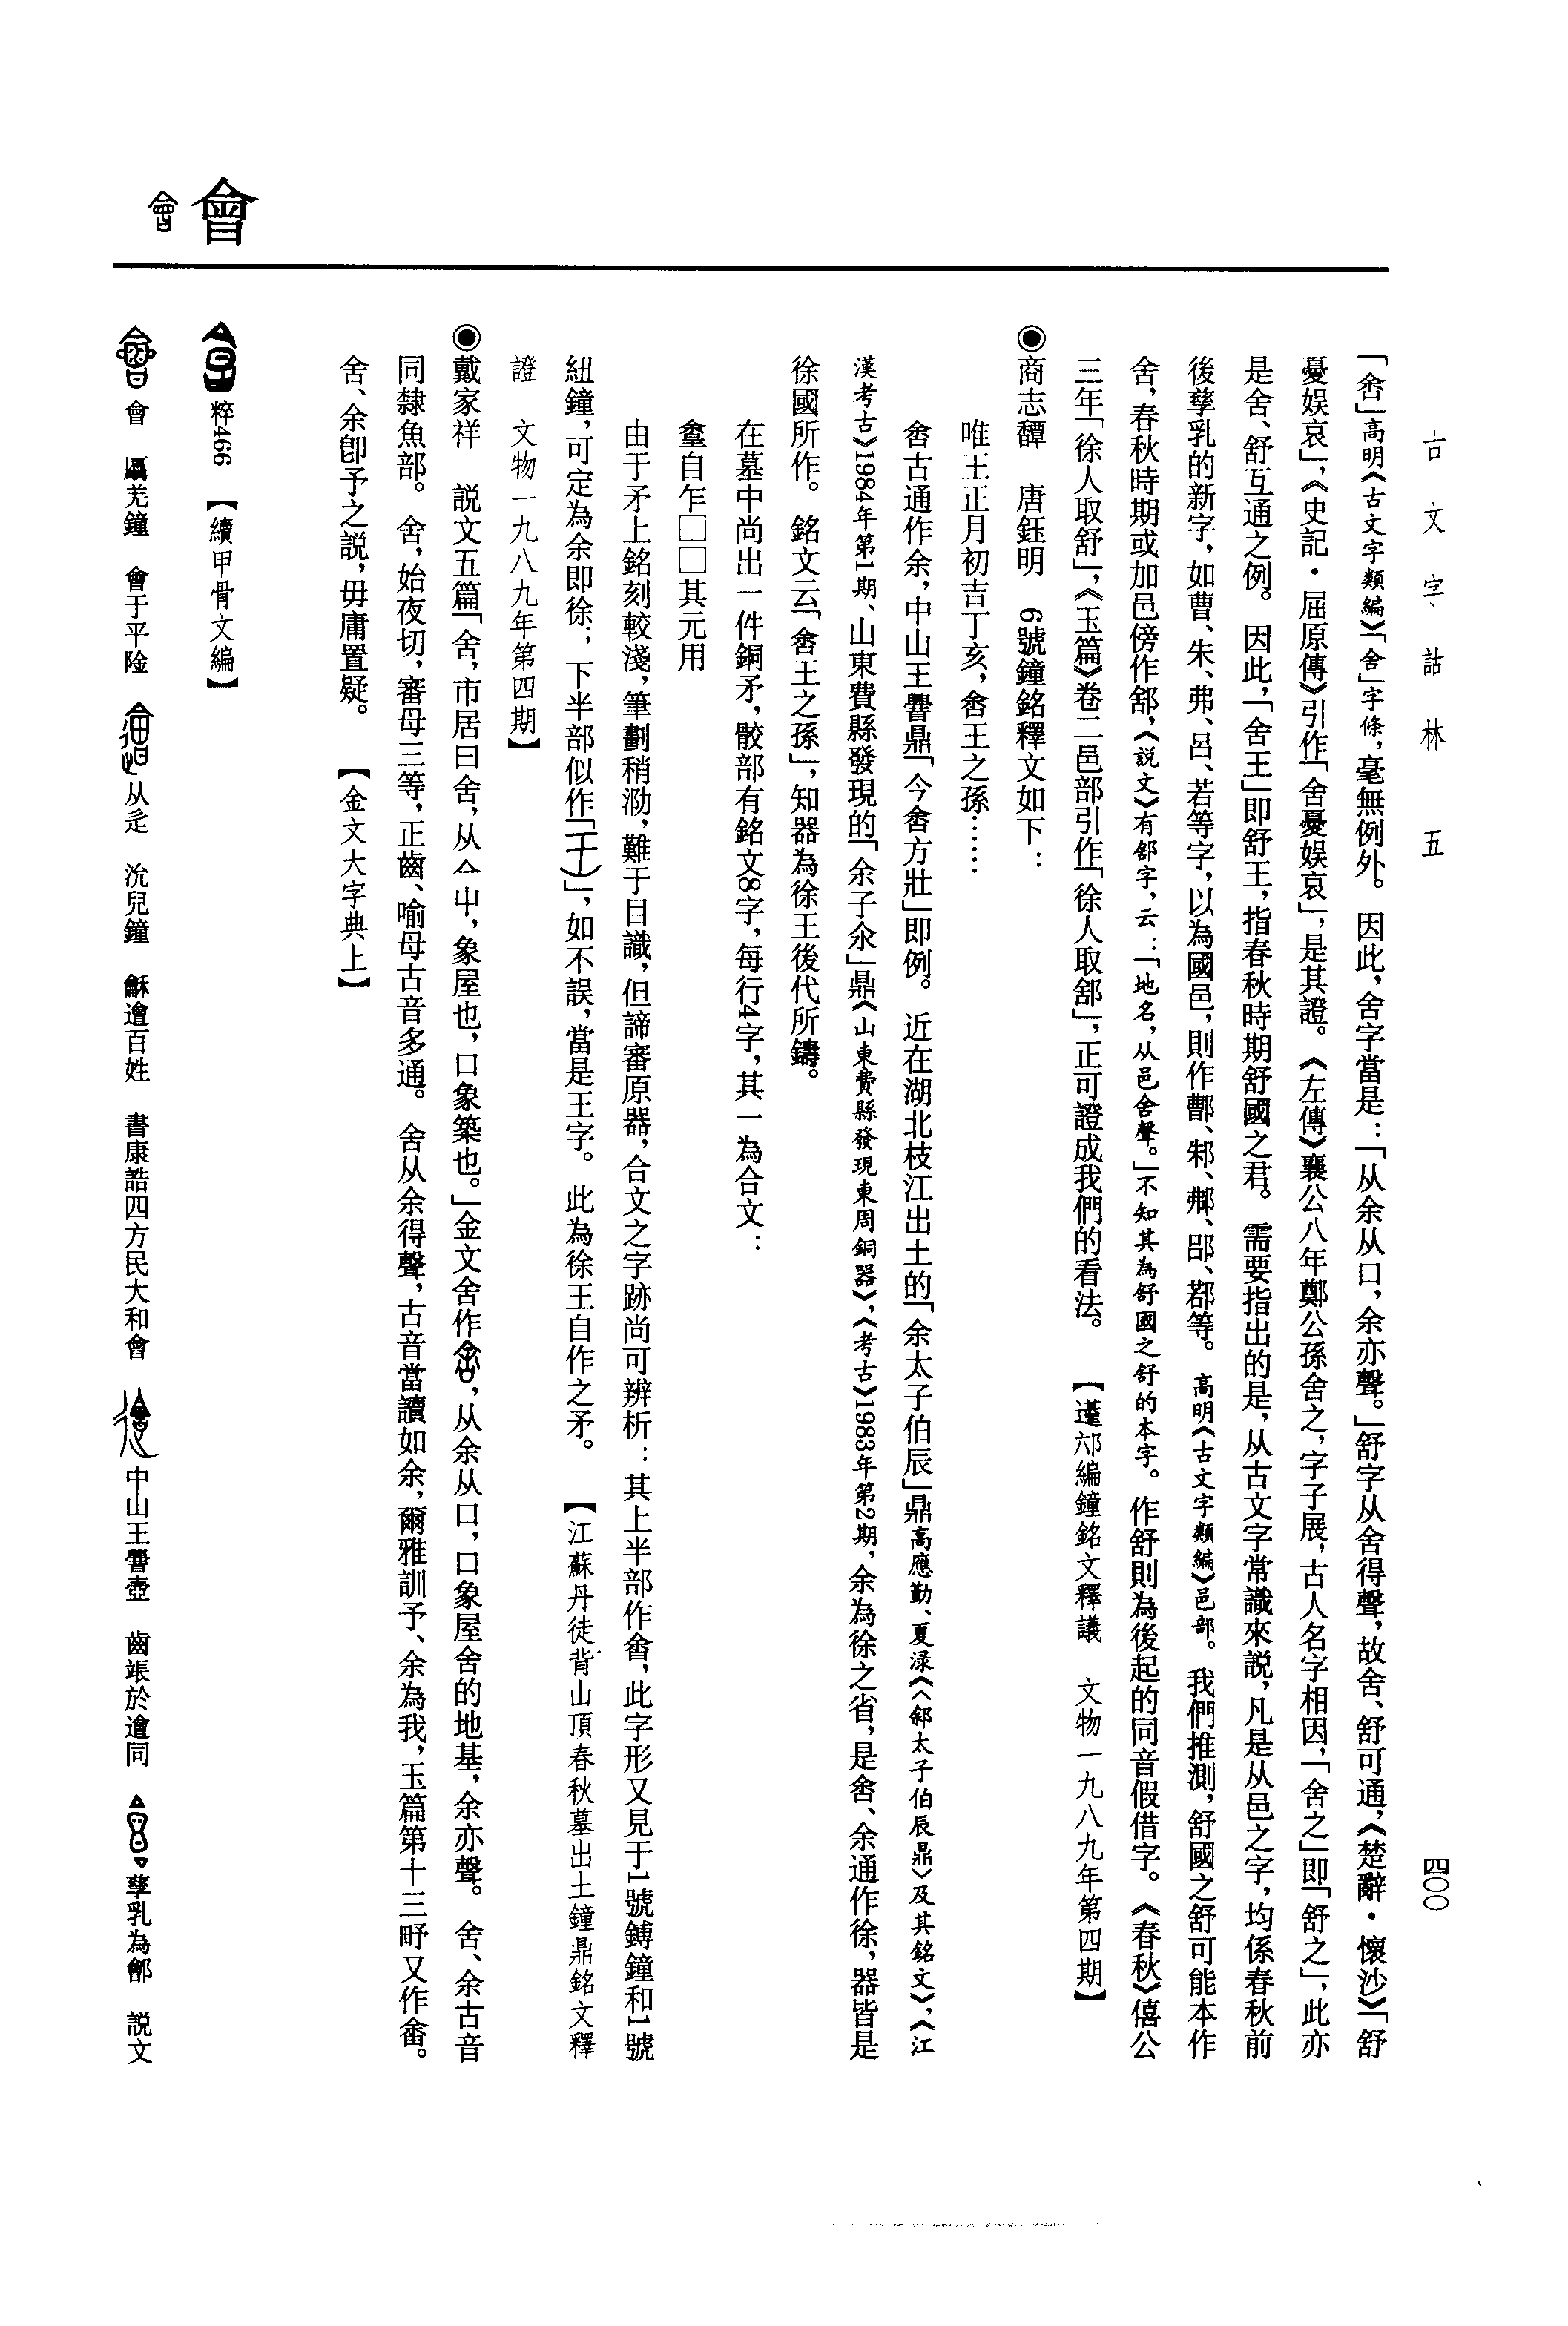 古文字詁林 五
四〇〇
「舍」高明《古文字類編》「舍」字條,毫無例外。因此,舍字當是:「从余从口,余亦聲。」舒字从舍得聲,故舍、舒可通,《楚辭·懷沙》「舒
憂娛哀」,《史記·屈原傳》引作「舍憂娛哀」,是其證。《左傳》襄公八年鄭公孫舍之,字子展,古人名字相因,「舍之」即「舒之」,此亦
是舍、舒互通之例。因此,「舍王」即舒王,指春秋時期舒國之君。需要指出的是,从古文字常識來説,凡是从邑之字,均係春秋前
後孳乳的新字,如曹、朱、弗、呂、若等字,以為國邑,則作鄟、邾、郍、郘、鄀等。高明《古文字類編》邑部。我們推測,舒國之舒可能本作
舍,春秋時期或加邑傍作䣄,《説文》有䣄字,云:「地名,从邑舍聲。」不知其為舒國之舒的本字。作舒則為後起的同音假借字。《春秋》僖公
三年「徐人取舒」,《玉篇》卷二邑部引作「徐人取䣄」,正可證成我們的看法。【薳䢵編鐘銘文釋議 文物一九八九年第四期】
◉商志𩡝 唐鈺明 6號鐘銘釋文如下:
唯王正月初吉丁亥,舍王之孫……
舍古通作余,中山王𰯼鼎「今舍方壯」即例。近在湖北枝江出土的「余太子伯辰」鼎高應勤、夏渌《〈䣄太子伯辰鼎〉及其銘文》,《江
漢考古》1984年第1期、山東費縣發現的「余子汆」鼎《山東費縣發現東周銅器》,《考古》1983年第2期,余為徐之省,是舍、余通作徐,器皆是
徐國所作。銘文云「舍王之孫」,知器為徐王後代所鑄。
在墓中尚出一件銅矛,骹部有銘文8字,每行4字,其一為合文:
自乍□□其元用
由于矛上銘刻較淺,筆劃稍泐,難于目識,但諦審原器,合文之字跡尚可辨析:其上半部作舍,此字形又見于1號鎛鐘和1號
紐鐘,可定為余即徐;下半部似作「」,如不誤,當是王字。此為徐王自作之矛。【江蘇丹徒背山頂春秋墓出土鐘鼎銘文釋
證 文物一九八九年第四期】
◉戴家祥 説文五篇「舍,市居曰舍,从亼屮,象屋也,口象築也。」金文舍作,从余从口,口象屋舍的地基,余亦聲。舍、余古音
同隸魚部。舍,始夜切,審母三等,正齒、喻母古音多通。舍从余得聲,古音當讀如余,爾雅訓予、余為我,玉篇第十三㕦又作舍。
舍、余卽予之説,毋庸置疑。【金文大字典上】
會
粹466 【續甲骨文編】
會 䣙羌鐘 會于平陰 从辵 沇兒鐘 龢䢔百姓 書康誥四方民大和會 中山王壺 齒張於䢔同 孳乳為鄶 説文